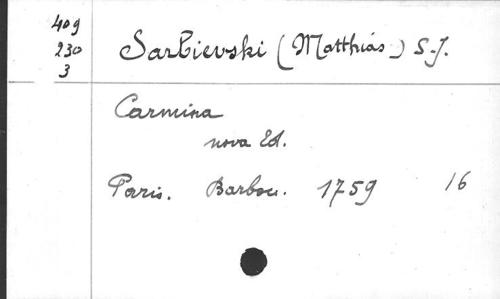 409
230
3
Sarbievski (Matthias) S.J.
Carmina
nova Ed.
Paris. Barbou. 1759 16